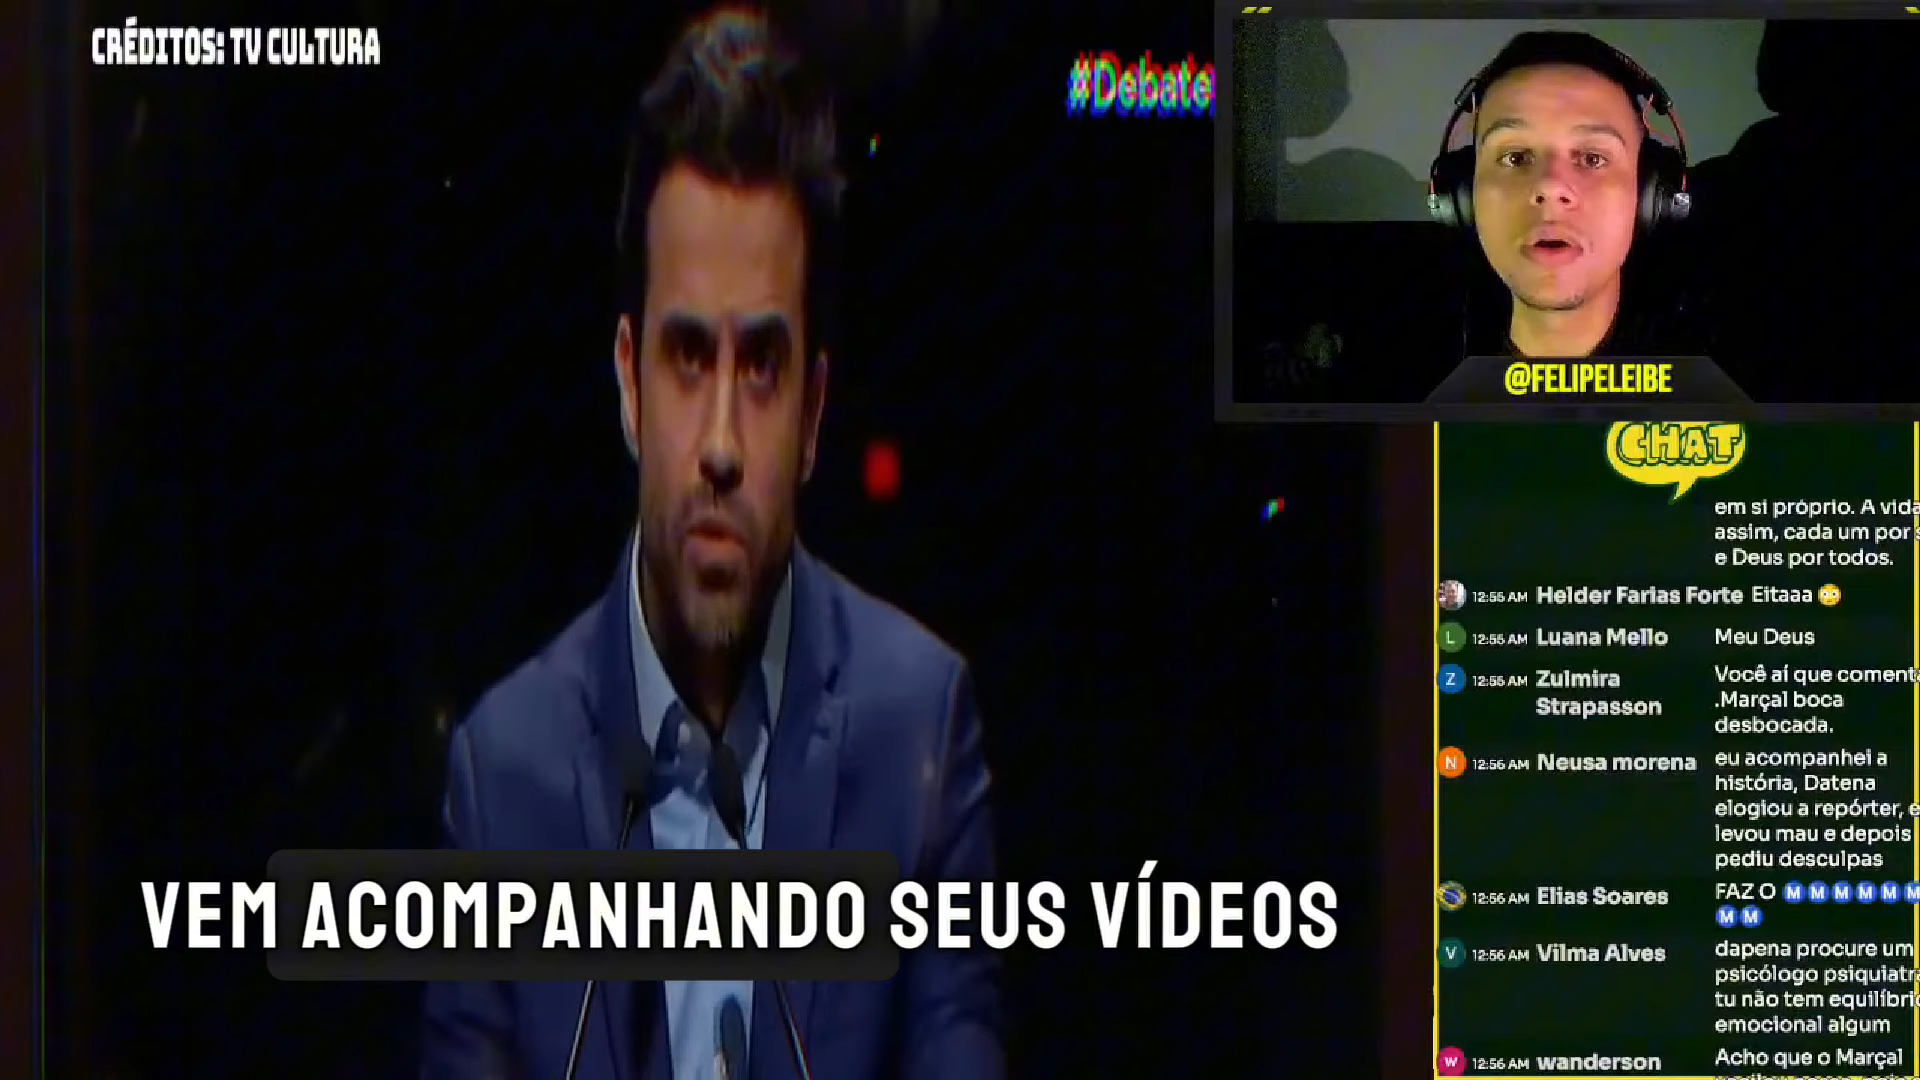 CRÉDITOS: TV CULTURA
#Debate
@FELIPELEIBE
CHAT
em si próprio. A vida
assim, cada um por s
e Deus por todos.
12:55 AM Helder Farias Forte Eitaaa
L 12:55 AM Luana Mello Meu Deus
Z 12:55 AM Zulmira Strapasson Você aí que comenta
.Marçal boca
desbocada.
N 12:56 AM Neusa morena eu acompanhei a
história, Datena
elogiou a repórter, e
levou mau e depois
pediu desculpas
12:56 AM Elias Soares FAZ O M M M M M M
M M
V 12:56 AM Vilma Alves dapena procure um
psicólogo psiquiatra
tu não tem equilíbrio
emocional algum
w 12:56 AM wanderson Acho que o Marçal
VEM ACOMPANHANDO SEUS VÍDEOS